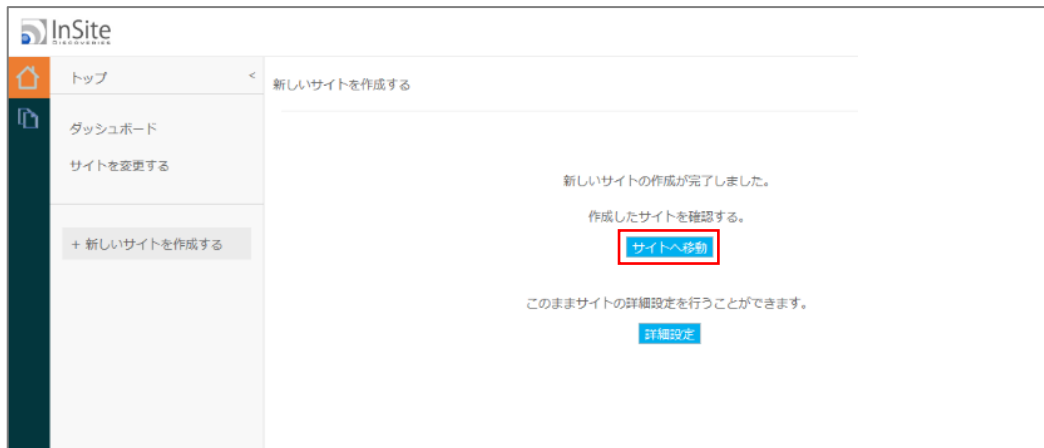 InSite
DISCOVERIES
トップ <
新しいサイトを作成する
ダッシュボード
サイトを変更する
+ 新しいサイトを作成する
新しいサイトの作成が完了しました。
作成したサイトを確認する。
サイトへ移動
このままサイトの詳細設定を行うことができます。
詳細設定